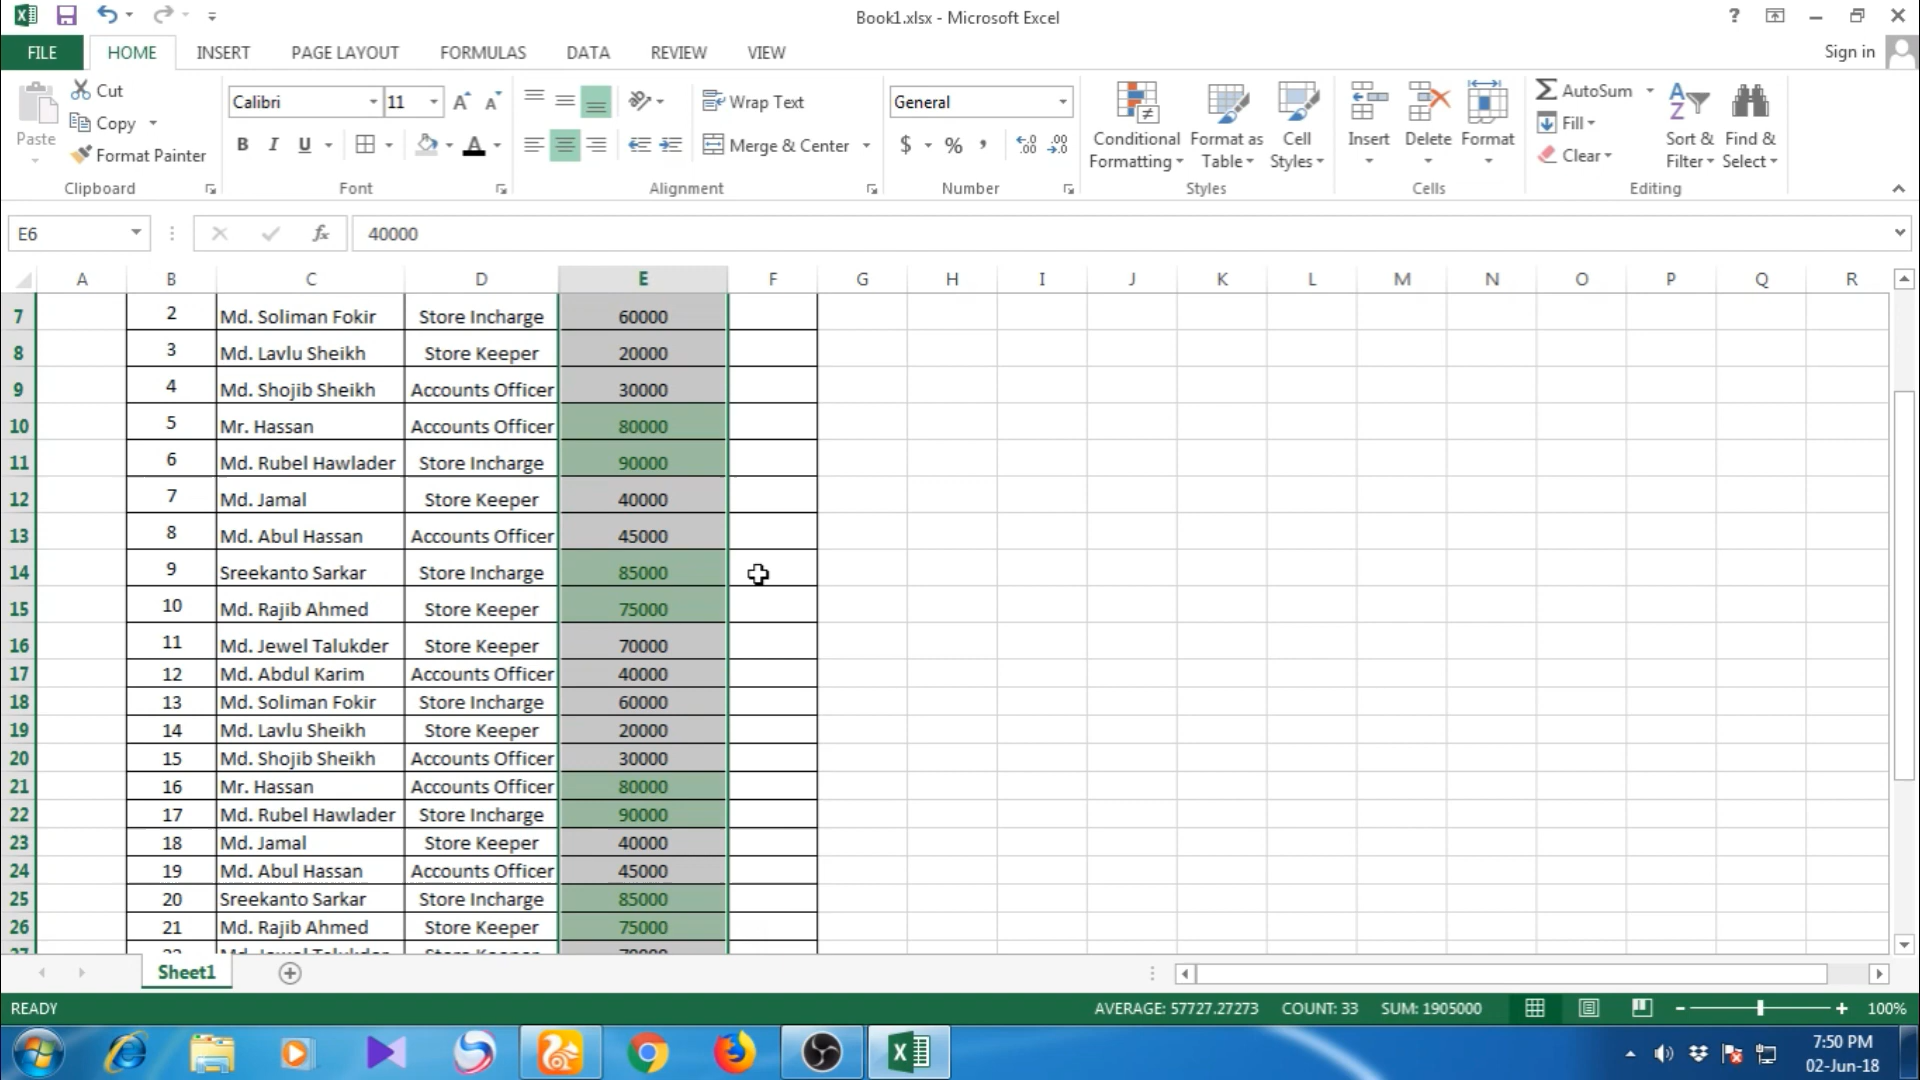 Book1.xlsx - Microsoft Excel
?
FILE HOME INSERT PAGE LAYOUT FORMULAS DATA REVIEW VIEW Sign in
Paste
Cut
Copy
Format Painter
Clipboard
Calibri 11
B I U
Font
Wrap Text
Merge & Center
Alignment
General
$ % ,
Number
Conditional Formatting
Format as Table
Cell Styles
Styles
Insert Delete Format
Cells
AutoSum
Fill
Clear
Sort & Filter
Find & Select
Editing
E6 fx 40000
A B C D E F G H I J K L M N O P Q R
7 2 Md. Soliman Fokir Store Incharge 60000
8 3 Md. Lavlu Sheikh Store Keeper 20000
9 4 Md. Shojib Sheikh Accounts Officer 30000
10 5 Mr. Hassan Accounts Officer 80000
11 6 Md. Rubel Hawlader Store Incharge 90000
12 7 Md. Jamal Store Keeper 40000
13 8 Md. Abul Hassan Accounts Officer 45000
14 9 Sreekanto Sarkar Store Incharge 85000
15 10 Md. Rajib Ahmed Store Keeper 75000
16 11 Md. Jewel Talukder Store Keeper 70000
17 12 Md. Abdul Karim Accounts Officer 40000
18 13 Md. Soliman Fokir Store Incharge 60000
19 14 Md. Lavlu Sheikh Store Keeper 20000
20 15 Md. Shojib Sheikh Accounts Officer 30000
21 16 Mr. Hassan Accounts Officer 80000
22 17 Md. Rubel Hawlader Store Incharge 90000
23 18 Md. Jamal Store Keeper 40000
24 19 Md. Abul Hassan Accounts Officer 45000
25 20 Sreekanto Sarkar Store Incharge 85000
26 21 Md. Rajib Ahmed Store Keeper 75000
Sheet1
READY AVERAGE: 57727.27273 COUNT: 33 SUM: 1905000 100%
7:50 PM
02-Jun-18